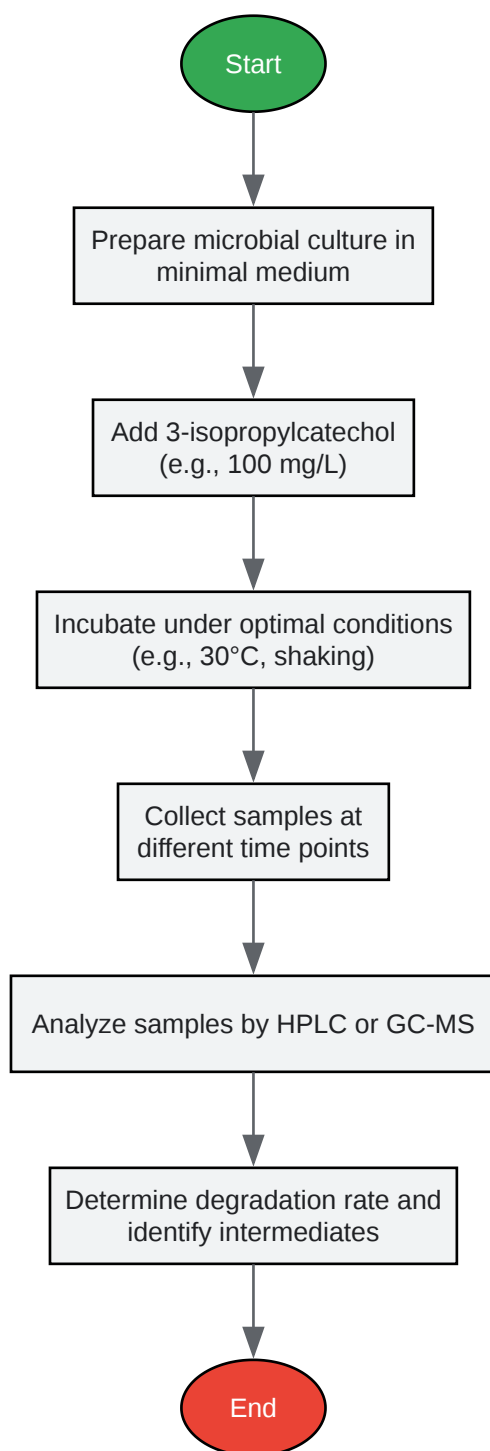 Start
Prepare microbial culture in
minimal medium
Add 3-isopropylcatechol
(e.g., 100 mg/L)
Incubate under optimal conditions
(e.g., 30°C, shaking)
Collect samples at
different time points
Analyze samples by HPLC or GC-MS
Determine degradation rate and
identify intermediates
End